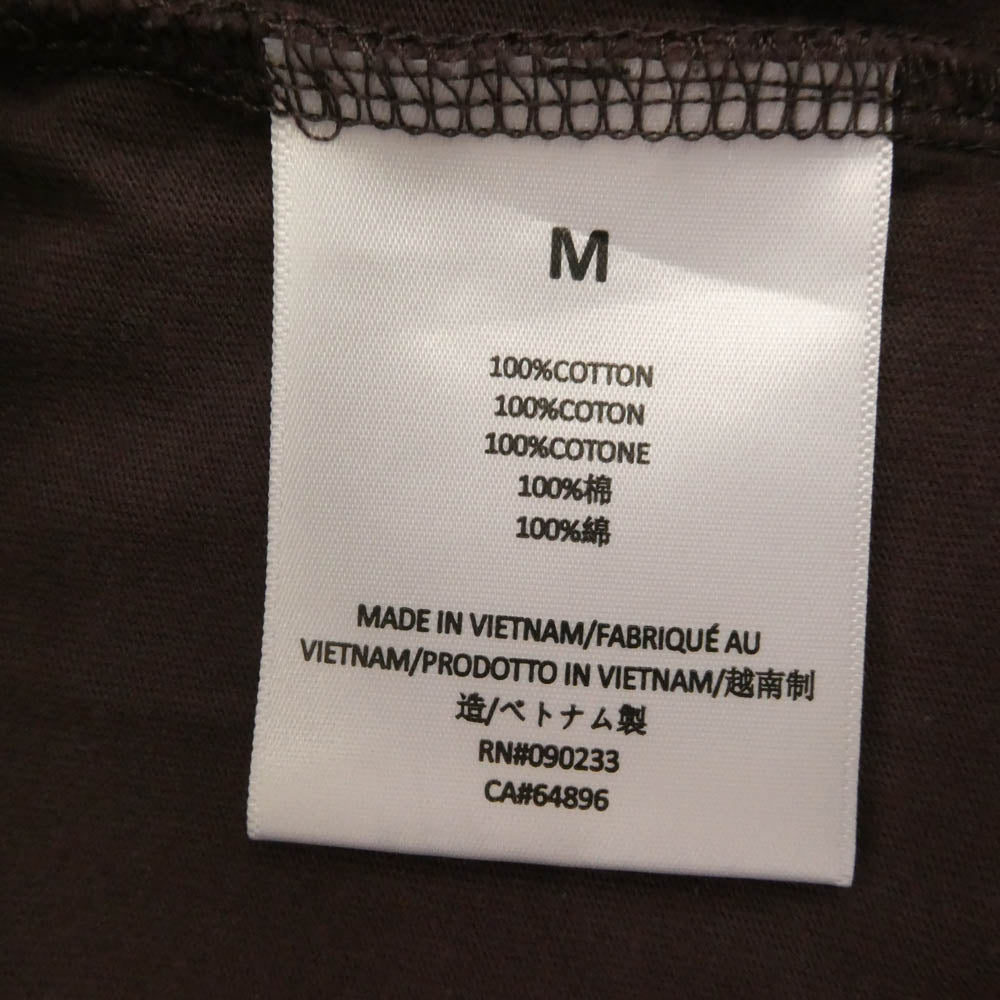 M
100%COTTON
100%COTON
100%COTONE
100%棉
100%綿
MADE IN VIETNAM/FABRIQUÉ AU
VIETNAM/PRODOTTO IN VIETNAM/越南制
造/ベトナム製
RN#090233
CA#64896